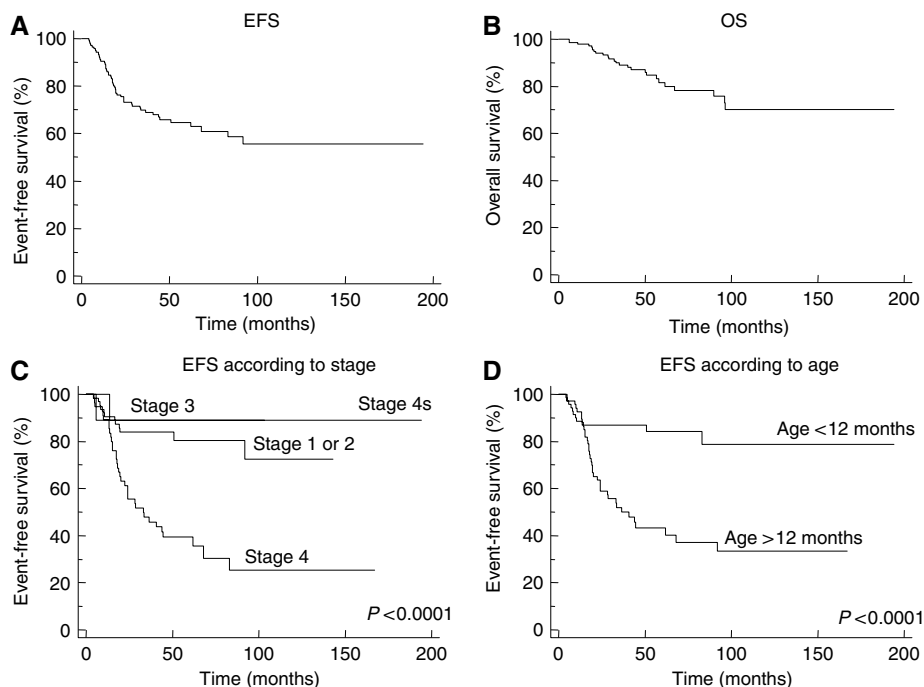 A
EFS
Event-free survival (%)
100
80
60
40
20
0
0 50 100 150 200
Time (months)
B
OS
Overall survival (%)
100
80
60
40
20
0
0 50 100 150 200
Time (months)
C
EFS according to stage
Event-free survival (%)
100
80
60
40
20
0
Stage 3
Stage 4s
Stage 1 or 2
Stage 4
P<0.0001
0 50 100 150 200
Time (months)
D
EFS according to age
Event-free survival (%)
100
80
60
40
20
0
Age <12 months
Age >12 months
P<0.0001
0 50 100 150 200
Time (months)